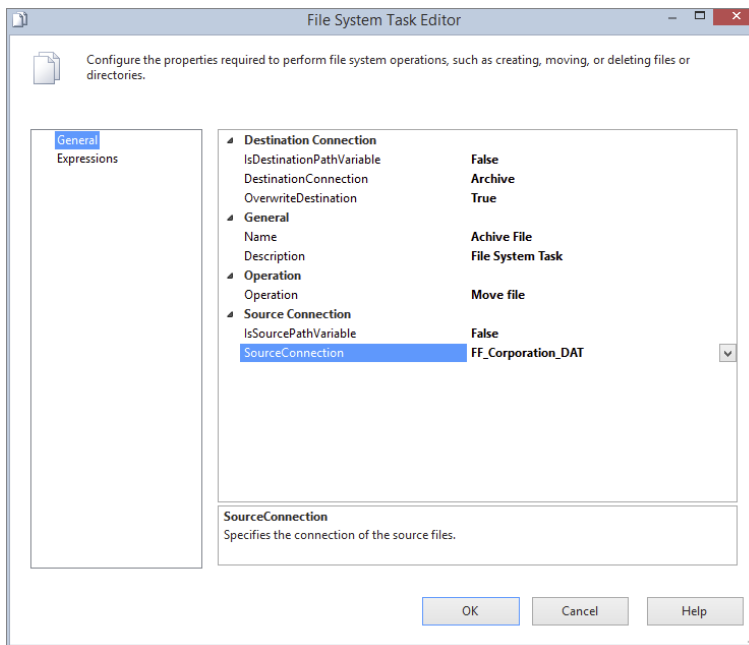 File System Task Editor
Configure the properties required to perform file system operations, such as creating, moving, or deleting files or
directories.
General
Expressions
Destination Connection
IsDestinationPathVariable False
DestinationConnection Archive
OverwriteDestination True
General
Name Achive File
Description File System Task
Operation
Operation Move file
Source Connection
IsSourcePathVariable False
SourceConnection FF_Corporation_DAT
SourceConnection
Specifies the connection of the source files.
OK Cancel Help